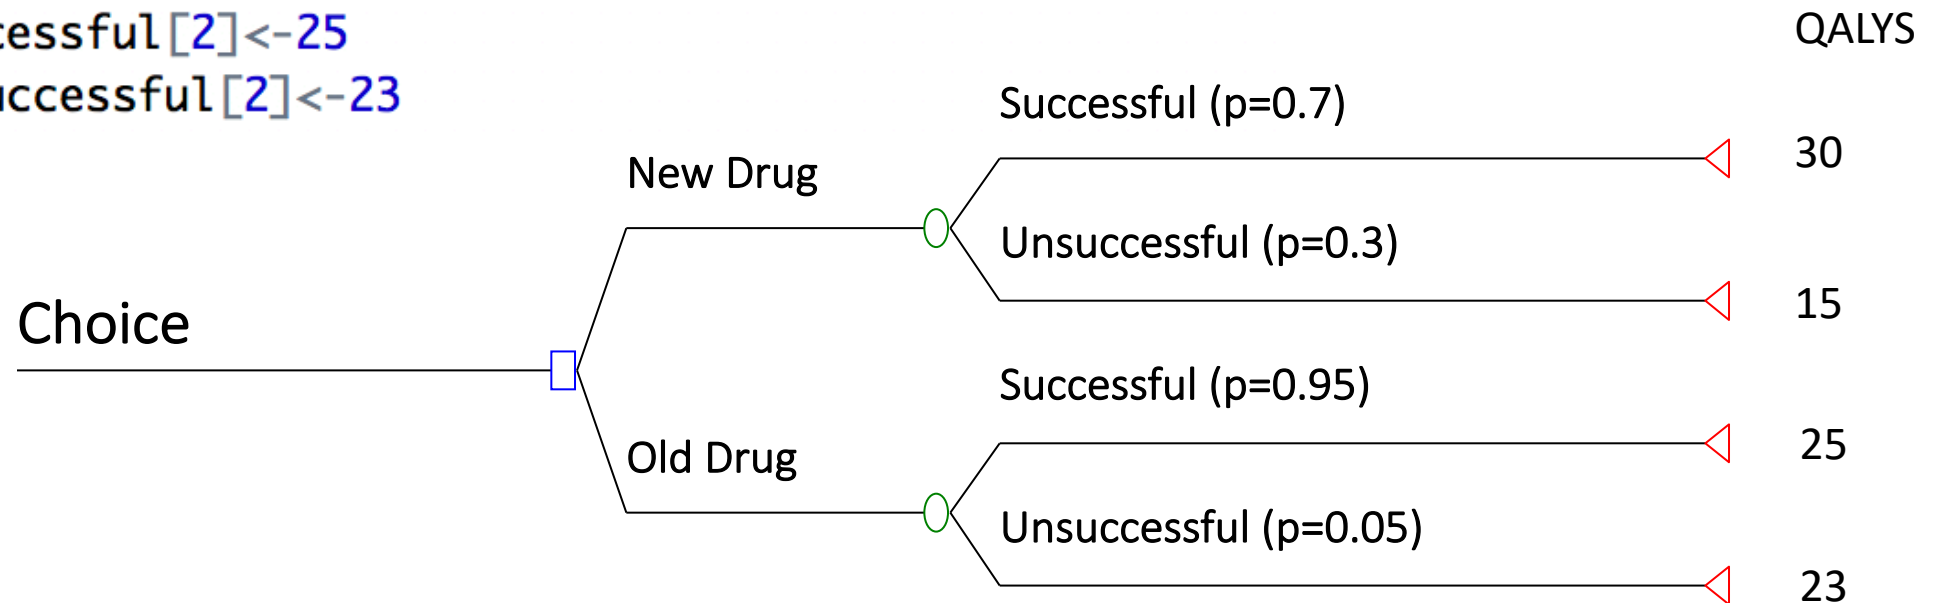 cessful[2]<-25
uccessful[2]<-23
QALYS
Successful (p=0.7)
30
New Drug
Unsuccessful (p=0.3)
15
Choice
Successful (p=0.95)
25
Old Drug
Unsuccessful (p=0.05)
23